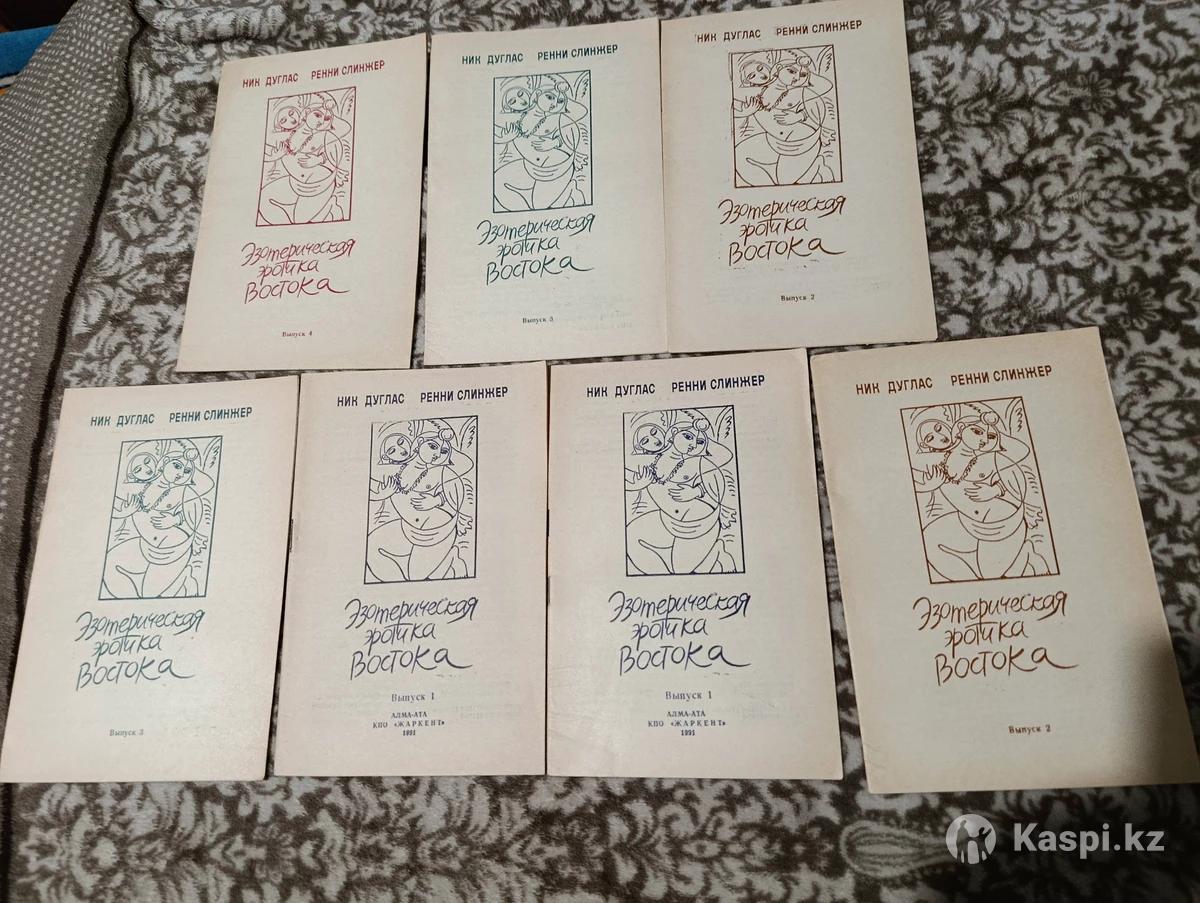 НИК ДУГЛАС РЕННИ СЛИНЖЕР
Эзотерическая
эротика
Востока
Выпуск 4
НИК ДУГЛАС РЕННИ СЛИНЖЕР
Эзотерическая
эротика
Востока
Выпуск 3
НИК ДУГЛАС РЕННИ СЛИНЖЕР
Эзотерическая
эротика
Востока
Выпуск 2
НИК ДУГЛАС РЕННИ СЛИНЖЕР
Эзотерическая
эротика
Востока
Выпуск 3
НИК ДУГЛАС РЕННИ СЛИНЖЕР
Эзотерическая
эротика
Востока
Выпуск 1
АЛМА-АТА
КПО «ЖАРКЕНТ»
1991
НИК ДУГЛАС РЕННИ СЛИНЖЕР
Эзотерическая
эротика
Востока
Выпуск 1
АЛМА-АТА
КПО «ЖАРКЕНТ»
1991
НИК ДУГЛАС РЕННИ СЛИНЖЕР
Эзотерическая
эротика
Востока
Выпуск 2
Kaspi.kz